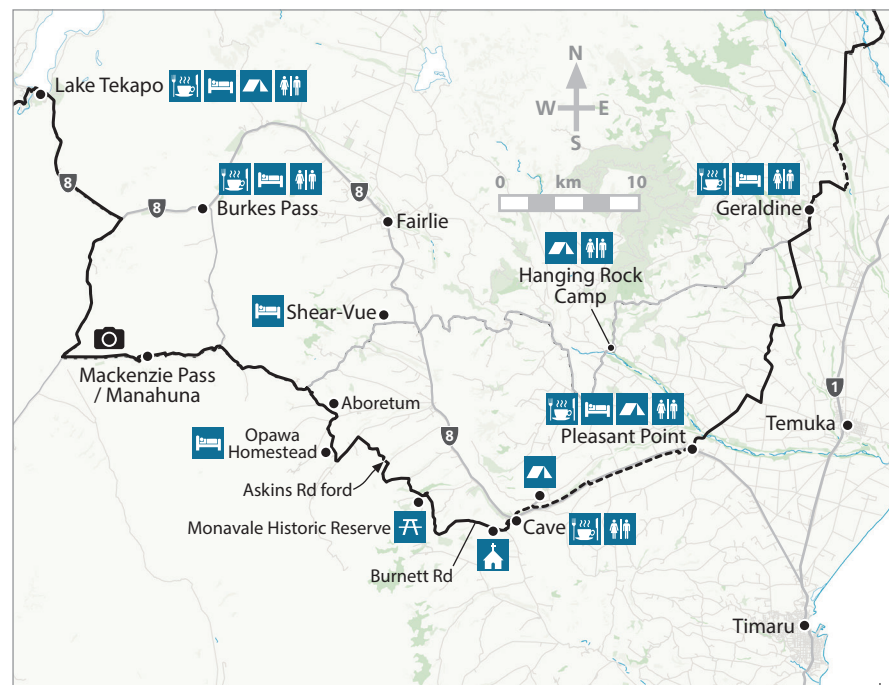 Lake Tekapo
N
W
E
S
8
8
8
Burkes Pass
0
km
10
Geraldine
Fairlie
Hanging Rock
Camp
Shear-Vue
Mackenzie Pass
/ Manahuna
1
Aboretum
Pleasant Point
Temuka
8
Opawa
Homestead
Askins Rd ford
Monavale Historic Reserve
Cave
Burnett Rd
Timaru